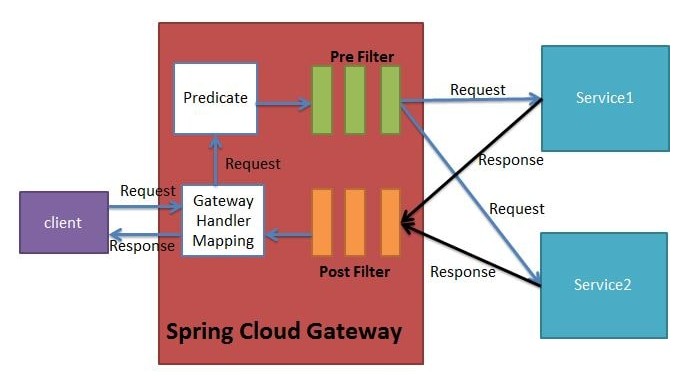 Pre Filter
Predicate
Request
Service1
Request
Response
Request
Gateway
Handler
Mapping
client
Request
Response
Post Filter
Response
Service2
Spring Cloud Gateway